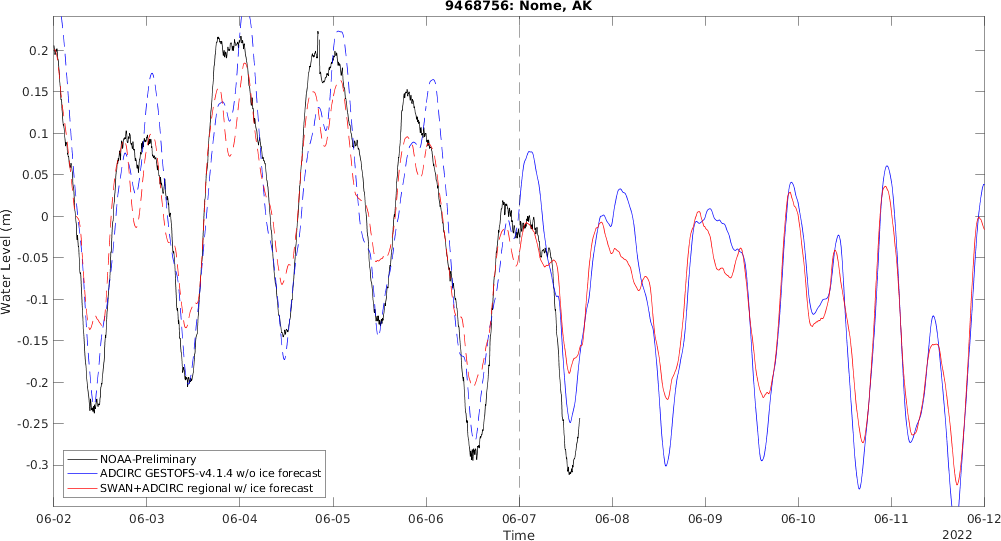 9468756: Nome, AK
Water Level (m)
0.2
0.15
0.1
0.05
0
-0.05
-0.1
-0.15
-0.2
-0.25
-0.3
NOAA-Preliminary
ADCIRC GESTOFS-v4.1.4 w/o ice forecast
SWAN+ADCIRC regional w/ ice forecast
06-02 06-03 06-04 06-05 06-06 06-07 06-08 06-09 06-10 06-11 06-12
Time
2022